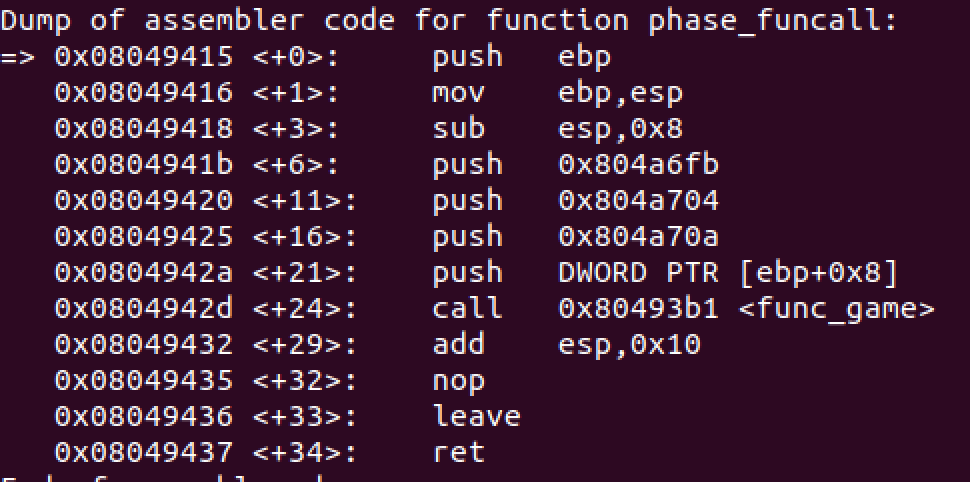 Dump of assembler code for function phase_funcall:
=> 0x08049415 <+0>:     push   ebp
   0x08049416 <+1>:     mov    ebp,esp
   0x08049418 <+3>:     sub    esp,0x8
   0x0804941b <+6>:     push   0x804a6fb
   0x08049420 <+11>:    push   0x804a704
   0x08049425 <+16>:    push   0x804a70a
   0x0804942a <+21>:    push   DWORD PTR [ebp+0x8]
   0x0804942d <+24>:    call   0x80493b1 <func_game>
   0x08049432 <+29>:    add    esp,0x10
   0x08049435 <+32>:    nop
   0x08049436 <+33>:    leave
   0x08049437 <+34>:    ret